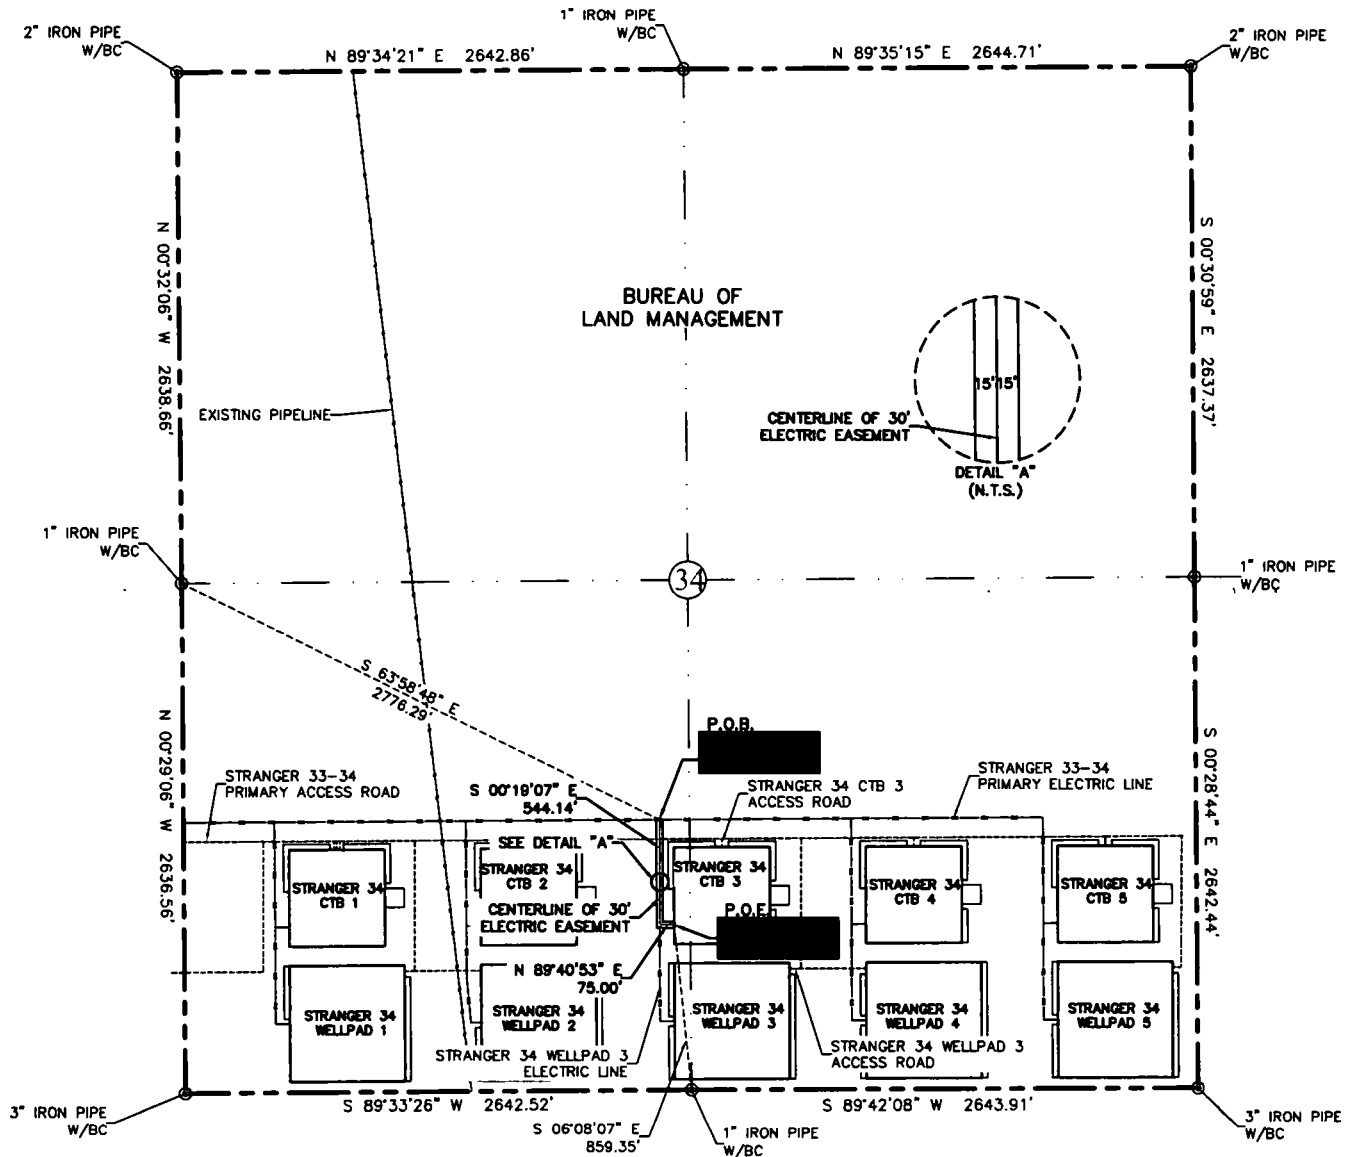 2" IRON PIPE
W/BC
N 89°34'21" E 2642.86'
1" IRON PIPE
W/BC
N 89°35'15" E 2644.71'
2" IRON PIPE
W/BC
N 00°32'06" W 2638.66'
S 00°30'59" E 2637.37'
BUREAU OF
LAND MANAGEMENT
EXISTING PIPELINE
15' 15'
CENTERLINE OF 30'
ELECTRIC EASEMENT
DETAIL "A"
(N.T.S.)
1" IRON PIPE
W/BC
34
1" IRON PIPE
W/BC
S 63°58'48" E
2776.29'
N 00°29'06" W 2636.56'
S 00°28'44" E 2642.44'
P.O.B.
STRANGER 33-34
PRIMARY ACCESS ROAD
S 00°19'07" E
544.14'
STRANGER 34 CTB 3
ACCESS ROAD
STRANGER 33-34
PRIMARY ELECTRIC LINE
SEE DETAIL "A"
STRANGER 34
CTB 1
STRANGER 34
CTB 2
STRANGER 34
CTB 3
STRANGER 34
CTB 4
STRANGER 34
CTB 5
CENTERLINE OF 30'
ELECTRIC EASEMENT
P.O.E.
N 89°40'53" E
75.00'
STRANGER 34
WELLPAD 1
STRANGER 34
WELLPAD 2
STRANGER 34
WELLPAD 3
STRANGER 34
WELLPAD 4
STRANGER 34
WELLPAD 5
STRANGER 34 WELLPAD 3
ELECTRIC LINE
STRANGER 34 WELLPAD 3
ACCESS ROAD
3" IRON PIPE
W/BC
S 89°33'26" W 2642.52'
S 06°08'07" E
859.35'
1" IRON PIPE
W/BC
S 89°42'08" W 2643.91'
3" IRON PIPE
W/BC